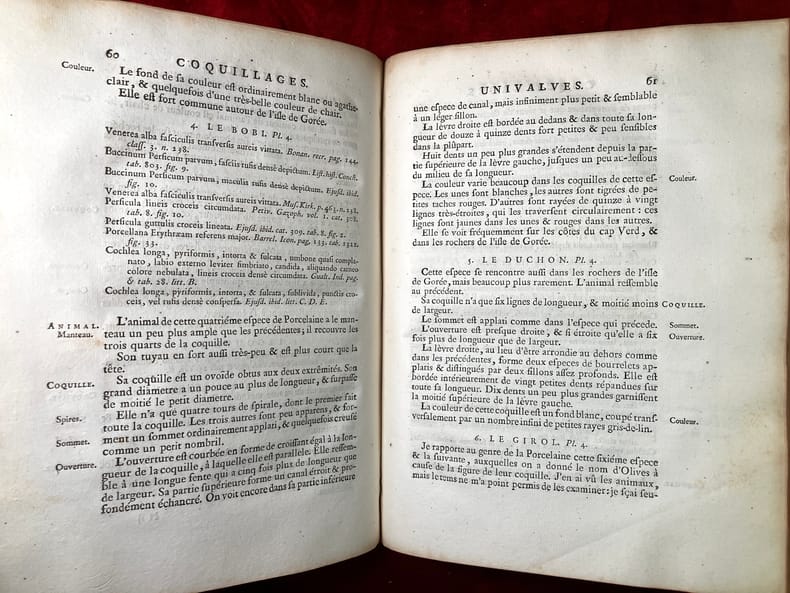 60 COQUILLAGES.
Couleur. Le fond de sa couleur est ordinairement blanc ou agathe-
clair, & quelquefois d'une très-belle couleur de chair.
Elle est fort commune autour de l'isle de Gorée.
4. LE BOBI. Pl. 4.
Venerea alba fasciculis transversis aureis vittata. Bonan. recr. pag. 144.
class. 3. n. 238.
Buccinum Persicum parvum, fasciis rufis densè depictum. List. hist. Conch.
tab. 803. fig. 9.
Buccinum Persicum parvum, maculis rufis densè depictum. Ejusd. ibid.
fig. 10.
Venerea alba fasciculis transversis aureis vittata. Mus. Kirk. p. 463. n. 238.
Persicula lineis croceis circumdata. Petiv. Gazoph. vol. 1. cat. 308.
tab. 8. fig. 10.
Persicula guttulis croceis lineata. Ejusd. ibid. cat. 309. tab. 8. fig. 2.
Porcellana Erythræam referens major. Barrel. Icon. pag. 133. tab. 1322.
fig. 33.
Cochlea longa, pyriformis, intorta & sulcata, umbone quasi compla-
nato, labio externo leviter fimbriato, candida, aliquando carneo
colore nebulata, lineis croceis densè circumdata. Gualt. Ind. pag.
& tab. 28. litt. B.
Cochlea longa, pyriformis, intorta, & sulcata, sublivida, punctis cro-
ceis, vel rufis densè conspersa. Ejusd. ibid. litt. C. D. E.
ANIMAL. L'animal de cette quatriéme espece de Porcelaine a le man-
Manteau. teau un peu plus ample que les précédentes; il recouvre les
trois quarts de la coquille.
Son tuyau en sort aussi très-peu & est plus court que la
tête.
COQUILLE. Sa coquille est un ovoïde obtus aux deux extrêmités. Son
grand diametre a un pouce au plus de longueur, & surpasse
de moitié le petit diametre.
Spires. Elle n'a que quatre tours de spirale, dont le premier fait
toute la coquille. Les trois autres sont peu apparens, & for-
Sommet. ment un sommet ordinairement applati, & quelquefois creusé
comme un petit nombril.
Ouverture. L'ouverture est courbée en forme de croissant égal à la lon-
gueur de la coquille, à laquelle elle est parallèle. Elle ressem-
ble à une longue fente qui a cinq fois plus de longueur que
de largeur. Sa partie supérieure forme un canal étroit & pro-
fondément échancré. On voit encore dans sa partie inférieure
UNIVALVES. 61
une espece de canal, mais infiniment plus petit & semblable
à un léger sillon.
La lévre droite est bordée au dedans & dans toute sa lon-
gueur de douze à quinze dents fort petites & peu sensibles
dans la plûpart.
Huit dents un peu plus grandes s'étendent depuis la par-
tie supérieure de la lévre gauche, jusques un peu au-dessous
du milieu de sa longueur.
La couleur varie beaucoup dans les coquilles de cette es- Couleur.
pece. Les unes sont blanches, les autres sont tigrées de pe-
tites taches rouges. D'autres sont rayées de quinze à vingt
lignes très-étroites, qui les traversent circulairement : ces
lignes sont jaunes dans les unes & rouges dans les autres.
Elle se voit fréquemment sur les côtes du cap Verd, &
dans les rochers de l'isle de Gorée.
5. LE DUCHON. Pl. 4.
Cette espece se rencontre aussi dans les rochers de l'isle
de Gorée, mais beaucoup plus rarement. L'animal ressemble
au précédent.
Sa coquille n'a que six lignes de longueur, & moitié moins COQUILLE.
de largeur.
Le sommet est applati comme dans l'espece qui précede. Sommet.
L'ouverture est presque droite, & si étroite qu'elle a six Ouverture.
fois plus de longueur que de largeur.
La lévre droite, au lieu d'être arrondie au dehors comme
dans les précédentes, forme deux especes de bourrelets ap-
platis & distingués par deux sillons assez profonds. Elle est
bordée intérieurement de vingt petites dents répandues sur
toute sa longueur. Dix dents un peu plus grandes garnissent
la moitié supérieure de la lévre gauche.
La couleur de cette coquille est un fond blanc, coupé trans- Couleur.
versalement par un nombre infini de petites rayes gris-de-lin.
6. LE GIROL. Pl. 4.
Je rapporte au genre de la Porcelaine cette sixiéme espece
& la suivante, auxquelles on a donné le nom d'Olives à
cause de la figure de leur coquille. J'en ai vû les animaux,
mais le tems ne m'a point permis de les examiner: je sçai seu-